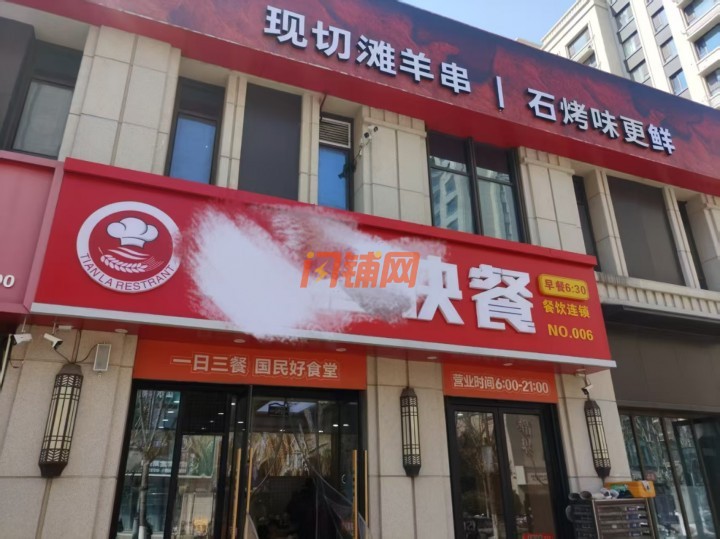 现切滩羊串 | 石烤味更鲜
TIAN LA RESTRANT
闪铺网
快餐
早餐6:30
餐饮连锁
NO.006
一日三餐 国民好食堂
营业时间6:00-21:00